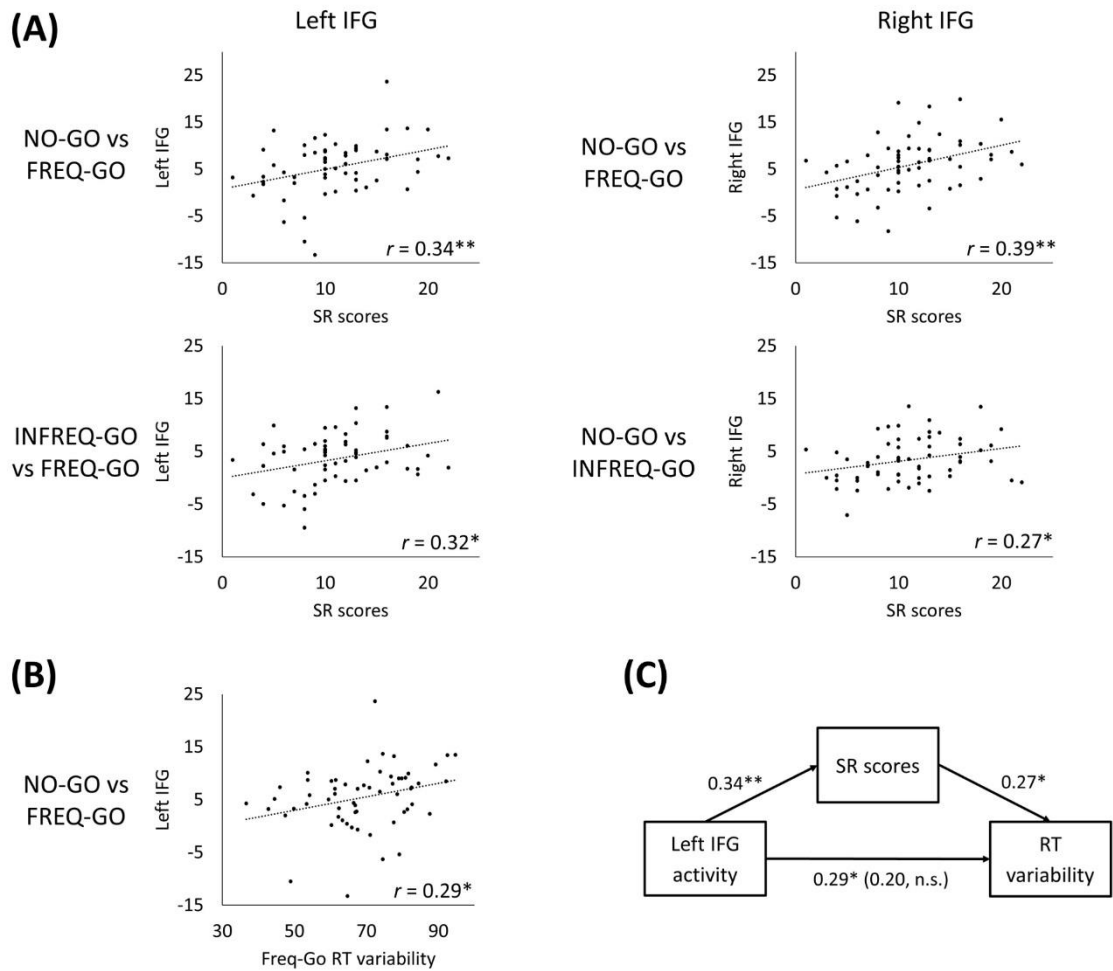 (A)
Left IFG
Right IFG
NO-GO vs
FREQ-GO
Left IFG
25
15
5
-5
-15
r = 0.34**
0
10
20
SR scores
NO-GO vs
FREQ-GO
Right IFG
25
15
5
-5
-15
r = 0.39**
0
10
20
SR scores
INFREQ-GO
vs FREQ-GO
Left IFG
25
15
5
-5
-15
r = 0.32*
0
10
20
SR scores
NO-GO vs
INFREQ-GO
Right IFG
25
15
5
-5
-15
r = 0.27*
0
10
20
SR scores
(B)
NO-GO vs
FREQ-GO
Left IFG
25
15
5
-5
-15
r = 0.29*
30
50
70
90
Freq-Go RT variability
(C)
SR scores
0.34**
0.27*
Left IFG
activity
RT
variability
0.29* (0.20, n.s.)